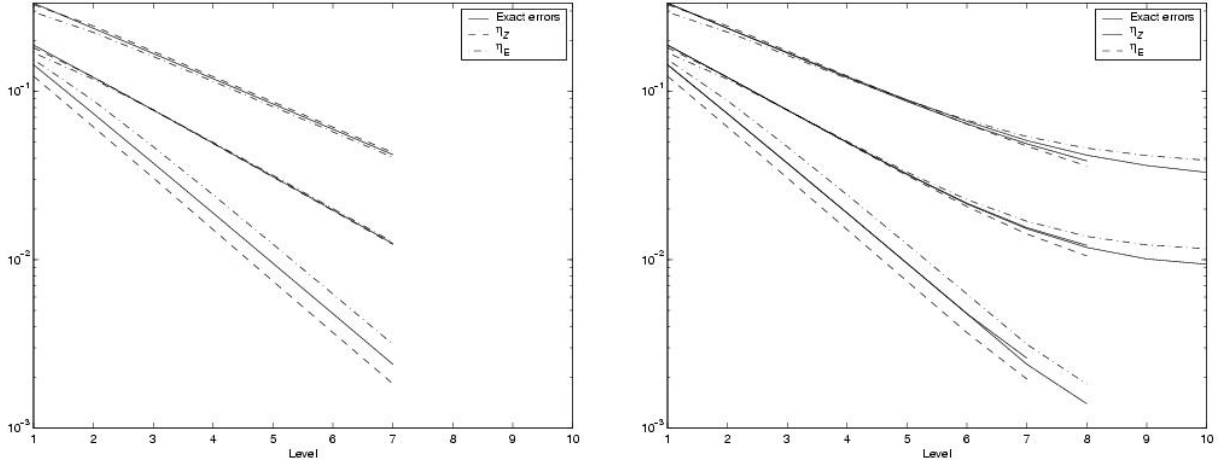 Exact errors
η_Z
η_E
10^-1
10^-2
10^-3
1 2 3 4 5 6 7 8 9 10
Level
Exact errors
η_Z
η_E
10^-1
10^-2
10^-3
1 2 3 4 5 6 7 8 9 10
Level